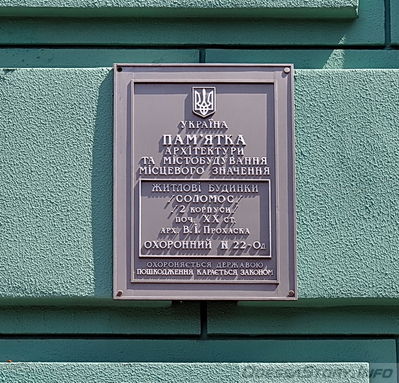 УКРАЇНА
ПАМ'ЯТКА
АРХІТЕКТУРИ
ТА МІСТОБУДУВАННЯ
МІСЦЕВОГО ЗНАЧЕННЯ
ЖИТЛОВІ БУДИНКИ
СОЛОМОС
/2 КОРПУСИ/
ПОЧ. XX СТ.
АРХ. В.І. ПРОХАСКА
ОХОРОННИЙ N 22-Од
ОХОРОНЯЄТЬСЯ ДЕРЖАВОЮ,
ПОШКОДЖЕННЯ КАРАЄТЬСЯ ЗАКОНОМ
OdessaStory.info